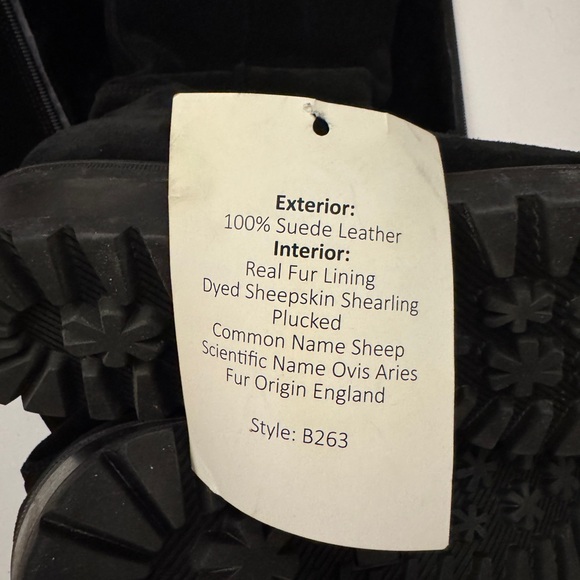 Exterior:
100% Suede Leather
Interior:
Real Fur Lining
Dyed Sheepskin Shearling
Plucked
Common Name Sheep
Scientific Name Ovis Aries
Fur Origin England
Style: B263